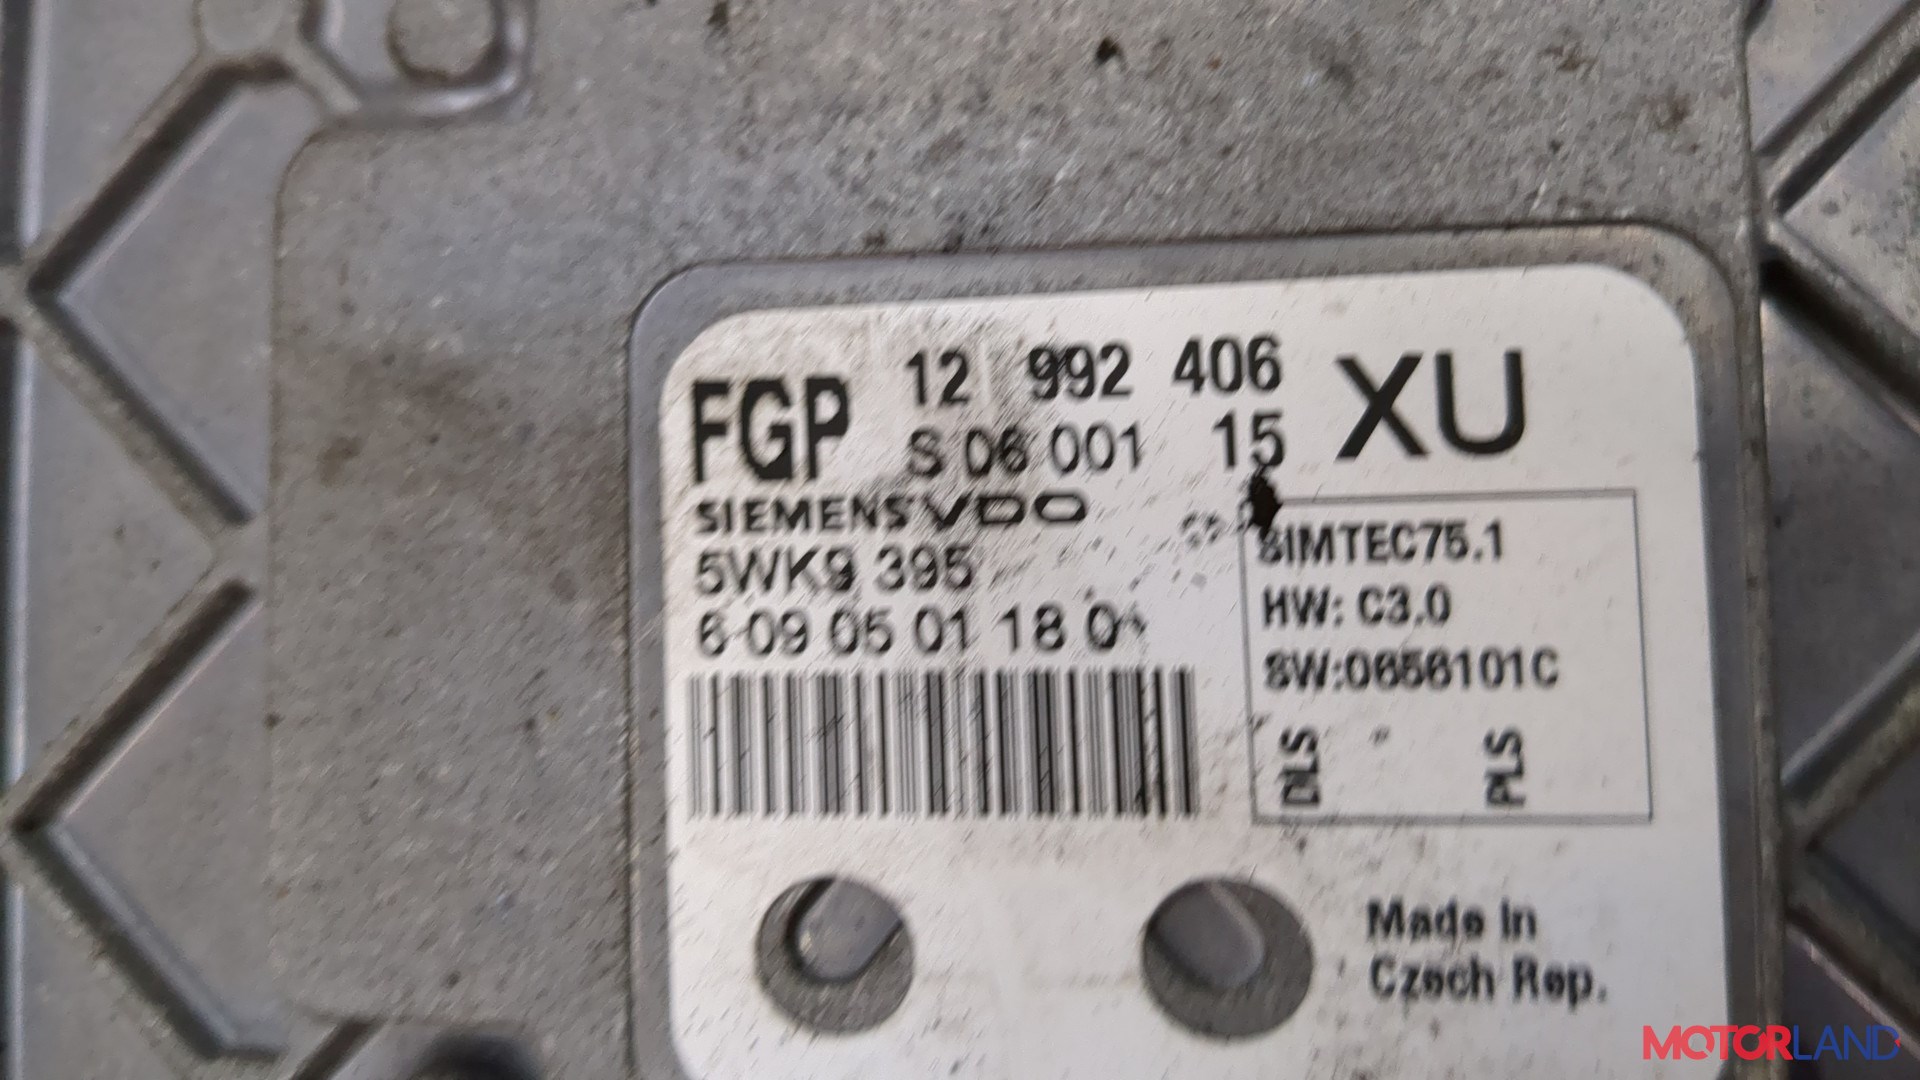 FGP 12 992 406 XU
S 06 001 15
SIEMENS VDO
5WK9 395
6 09 05 01 18 0
SIMTEC75.1
HW: C3.0
SW:0656101C
DLS
PLS
Made in
Czech Rep.
MOTORLAND